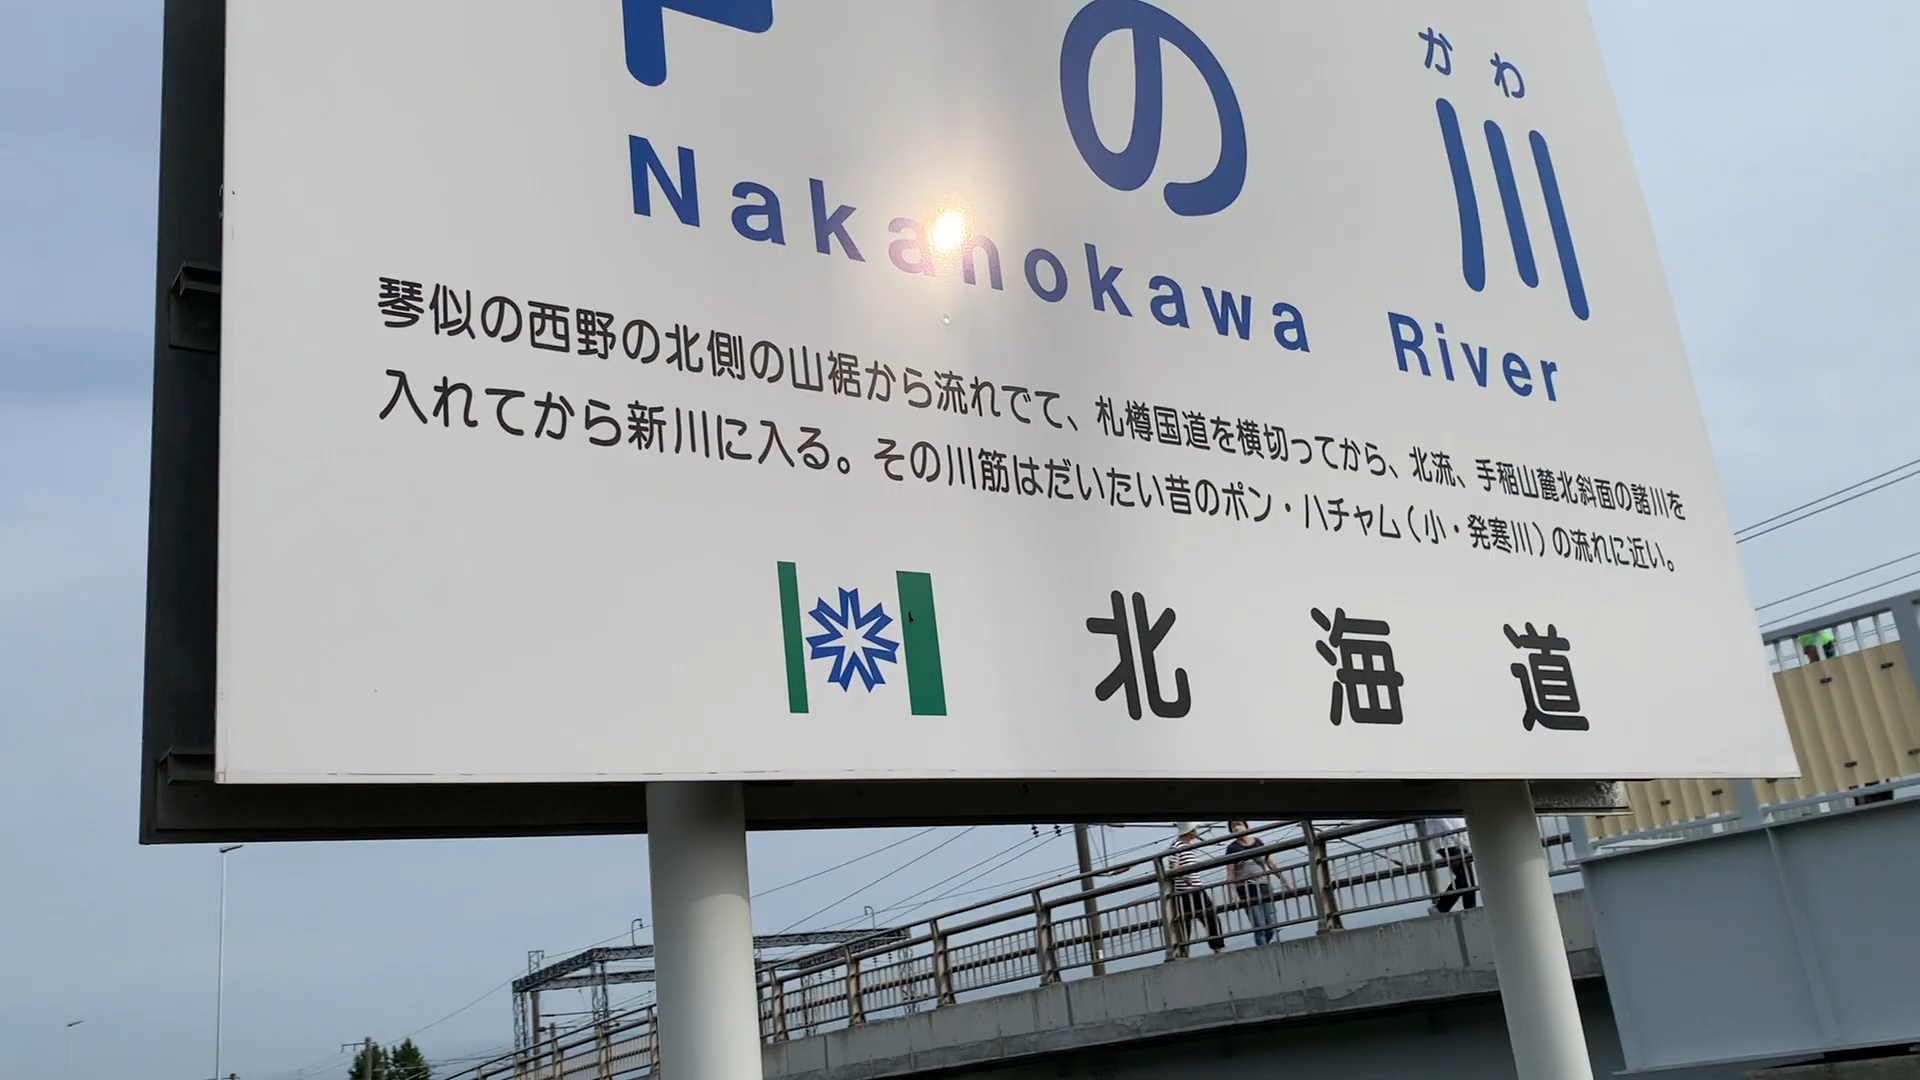 かわ
の川
Nakanokawa River
琴似の西野の北側の山裾から流れでて、札樽国道を横切ってから、北流、手稲山麓北斜面の諸川を
入れてから新川に入る。その川筋はだいたい昔のポン・ハチャム(小・発寒川)の流れに近い。
北海道